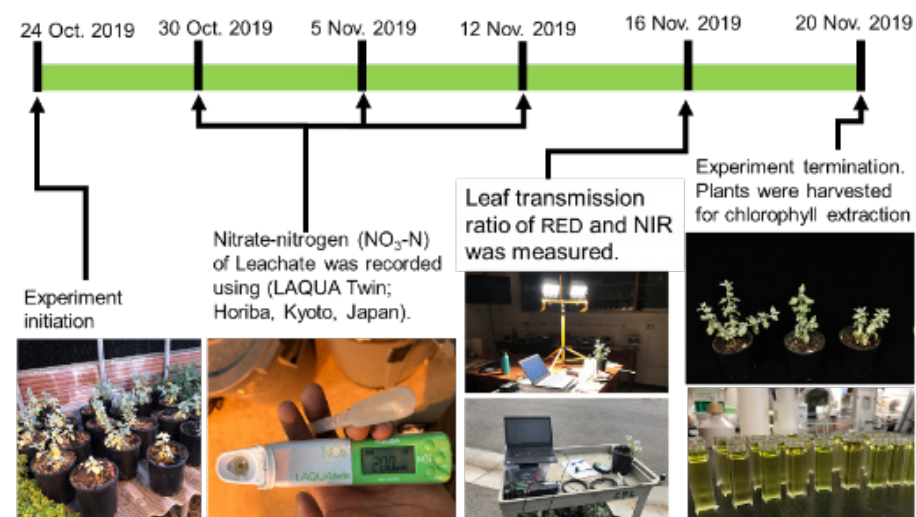 24 Oct. 2019
30 Oct. 2019
5 Nov. 2019
12 Nov. 2019
16 Nov. 2019
20 Nov. 2019
Experiment
initiation
Nitrate-nitrogen (NO₃-N)
of Leachate was recorded
using (LAQUA Twin;
Horiba, Kyoto, Japan).
Leaf transmission
ratio of RED and NIR
was measured.
Experiment termination.
Plants were harvested
for chlorophyll extraction
NO₃⁻
LAQUAtwin